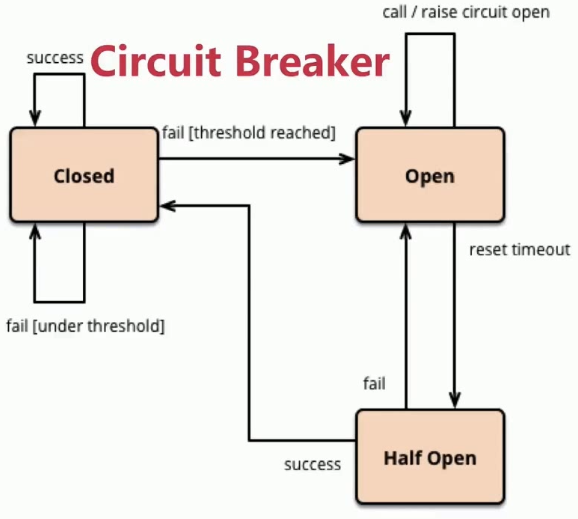 call / raise circuit open
success
Circuit Breaker
fail [threshold reached]
Closed
Open
reset timeout
fail [under threshold]
fail
success
Half Open